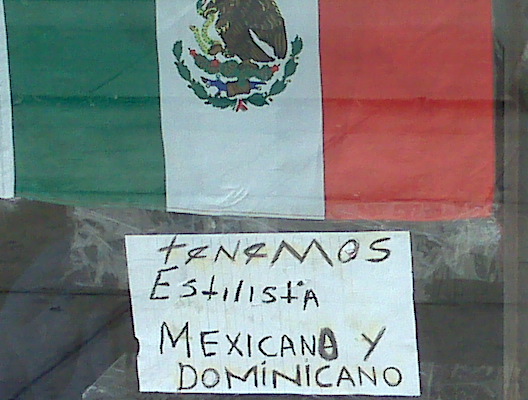 tenemos
Estilista
MEXICANO Y
DOMINICANO